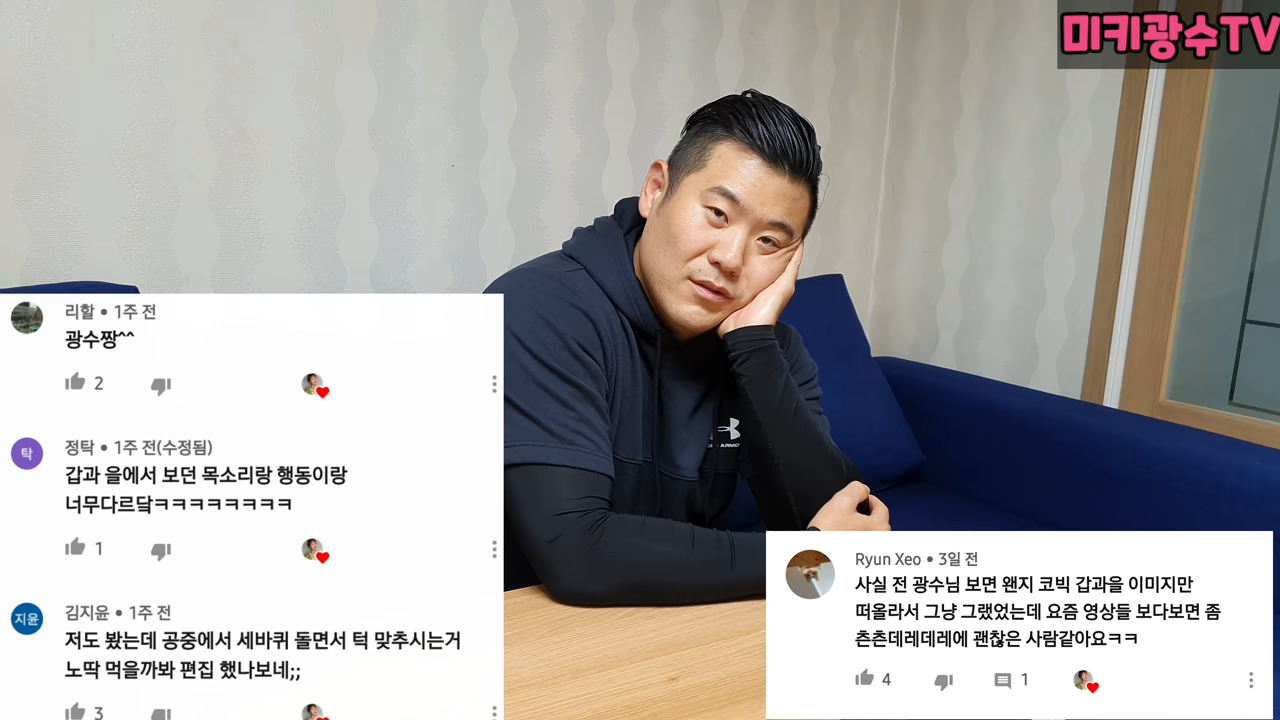 미키광수TV
리할 • 1주 전
광수짱^^
2
탁
정탁 • 1주 전(수정됨)
갑과 을에서 보던 목소리랑 행동이랑
너무다르닼ㅋㅋㅋㅋㅋㅋㅋㅋ
1
지윤
김지윤 • 1주 전
저도 봤는데 공중에서 세바퀴 돌면서 턱 맞추시는거
노딱 먹을까봐 편집 했나보네;;
3
Ryun Xeo • 3일 전
사실 전 광수님 보면 왠지 코빅 갑과을 이미지만
떠올라서 그냥 그랬었는데 요즘 영상들 보다보면 좀
츤츤데레데레에 괜찮은 사람같아요ㅋㅋ
4
1